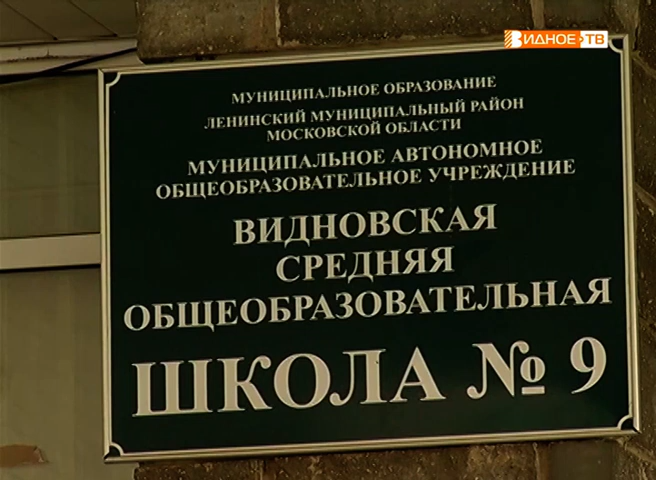 ВИДНОЕ-ТВ
МУНИЦИПАЛЬНОЕ ОБРАЗОВАНИЕ
ЛЕНИНСКИЙ МУНИЦИПАЛЬНЫЙ РАЙОН
МОСКОВСКОЙ ОБЛАСТИ
МУНИЦИПАЛЬНОЕ АВТОНОМНОЕ
ОБЩЕОБРАЗОВАТЕЛЬНОЕ УЧРЕЖДЕНИЕ
ВИДНОВСКАЯ
СРЕДНЯЯ
ОБЩЕОБРАЗОВАТЕЛЬНАЯ
ШКОЛА № 9